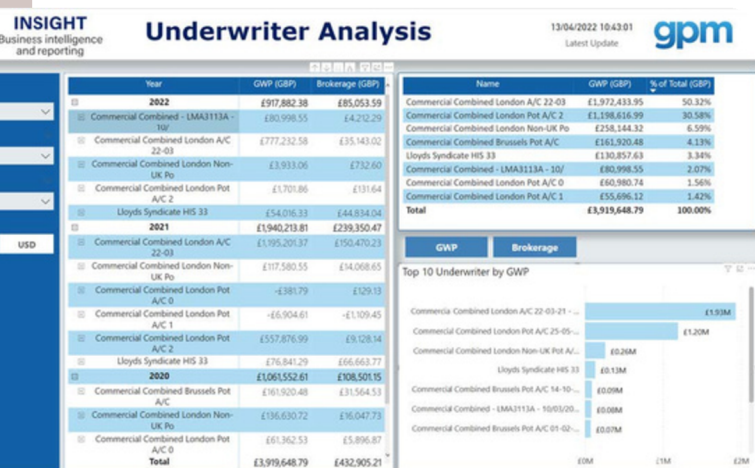 INSIGHT
Business intelligence
and reporting
Underwriter Analysis
13/04/2022 10:43:01
Latest Update
gpm
USD
Year GWP (GBP) Brokerage (GBP)
2022 £917,882.38 £85,053.59
Commercial Combined - LMA3113A -
10/ £80,998.55 £4,212.29
Commercial Combined London A/C
22-03 £777,232.58 £35,143.02
Commercial Combined London Non-
UK Po £3,933.06 £732.60
Commercial Combined London Pot
A/C 2 £1,701.86 £131.64
Lloyds Syndicate HIS 33 £54,016.33 £44,834.04
2021 £1,940,213.81 £239,350.47
Commercial Combined London A/C
22-03 £1,195,201.37 £150,470.23
Commercial Combined London Non-
UK Po £117,580.55 £14,068.65
Commercial Combined London Pot
A/C 0 -£381.79 £129.13
Commercial Combined London Pot
A/C 1 -£6,904.61 -£1,109.45
Commercial Combined London Pot
A/C 2 £557,876.99 £9,128.14
Lloyds Syndicate HIS 33 £76,841.29 £66,663.77
2020 £1,061,552.61 £108,501.15
Commercial Combined Brussels Pot
A/C £161,920.48 £31,564.53
Commercial Combined London Non-
UK Po £136,630.72 £16,047.73
Commercial Combined London Pot
A/C 0 £61,362.53 £5,896.87
Total £3,919,648.79 £432,905.21
Name GWP (GBP) % of Total (GBP)
Commercial Combined London A/C 22-03 £1,972,433.95 50.32%
Commercial Combined London Pot A/C 2 £1,198,616.99 30.58%
Commercial Combined London Non-UK Po £258,144.32 6.59%
Commercial Combined Brussels Pot A/C £161,920.48 4.13%
Lloyds Syndicate HIS 33 £130,857.63 3.34%
Commercial Combined - LMA3113A - 10/ £80,998.55 2.07%
Commercial Combined London Pot A/C 0 £60,980.74 1.56%
Commercial Combined London Pot A/C 1 £55,696.12 1.42%
Total £3,919,648.79 100.00%
GWP Brokerage
Top 10 Underwriter by GWP
Commercia Combined London A/C 22-03-21 - ... £1.93M
Commercial Combined London Pot A/C 25-05-... £1.20M
Commercial Combined London Non-UK Pot A/... £0.26M
Lloyds Syndicate HIS 33 £0.13M
Commercial Combined Brussels Pot A/C 14-10-... £0.09M
Commercial Combined - LMA3113A - 10/03/20... £0.08M
Commercial Combined Brussels Pot A/C 01-02-... £0.07M
£0M £1M £2M